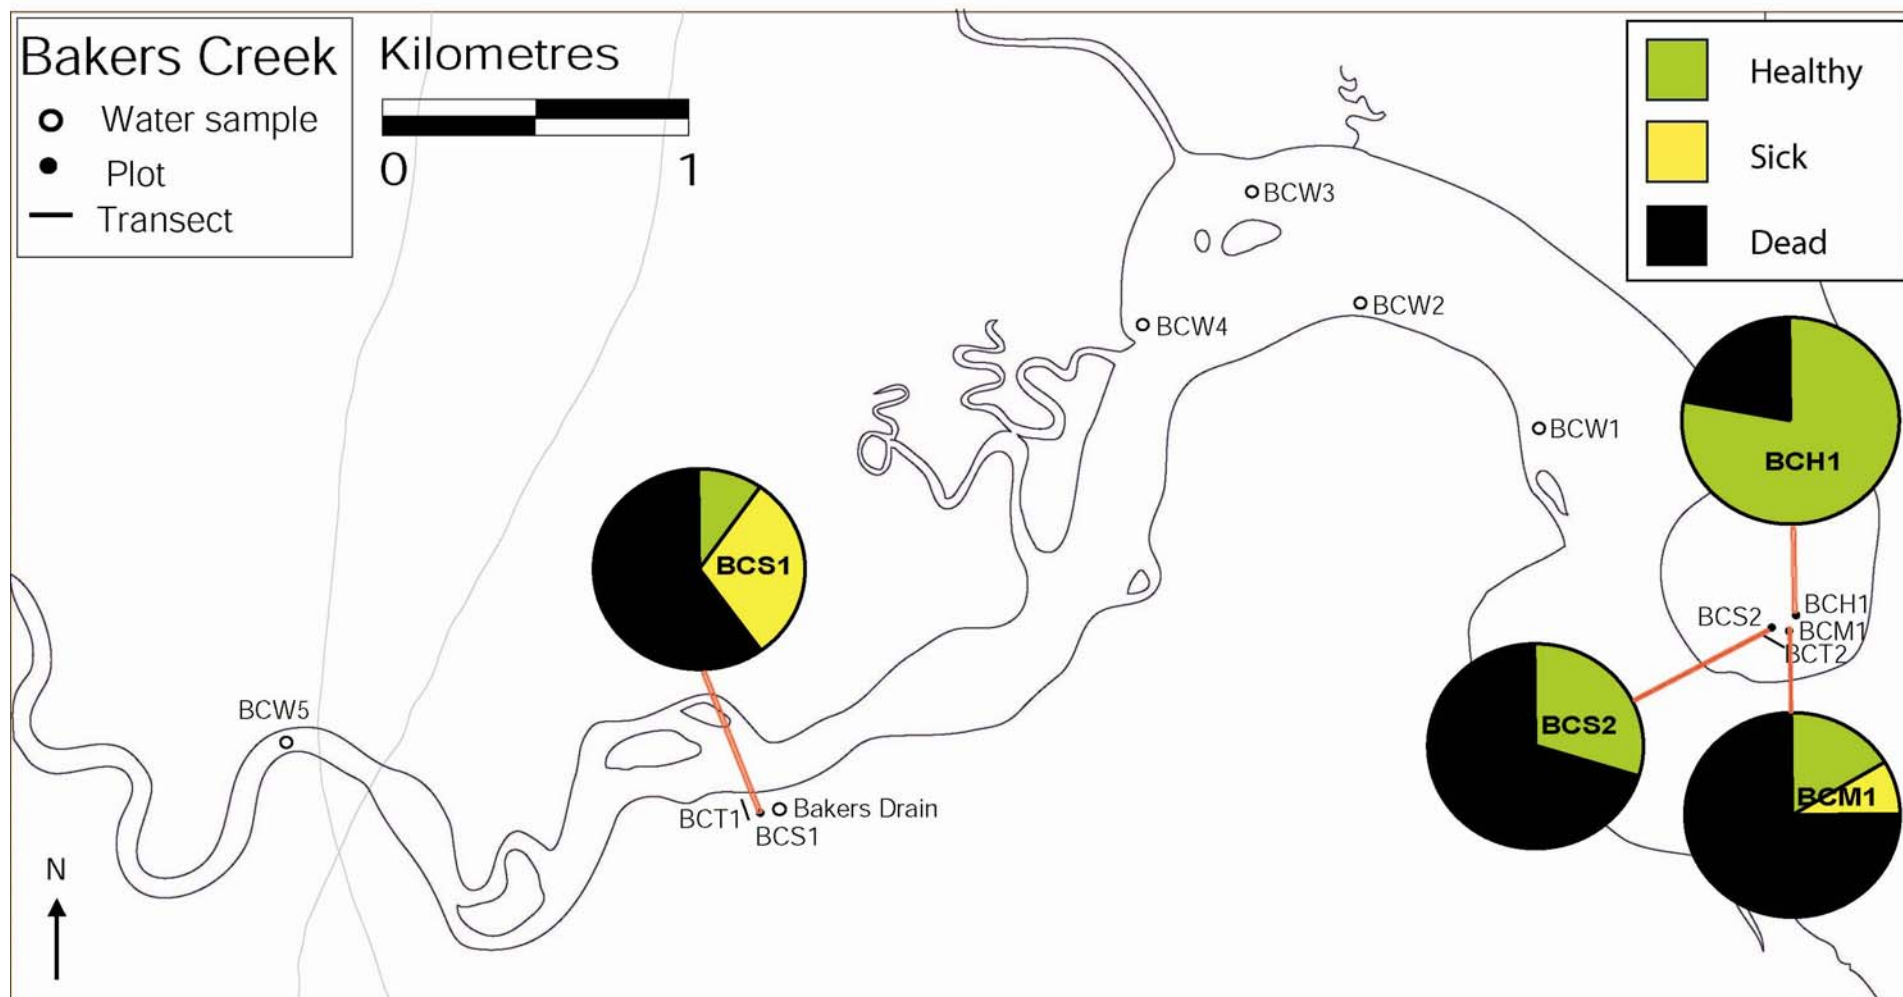 Bakers Creek
Water sample
Plot
Transect
Kilometres
0 1
Healthy
Sick
Dead
BCW3
BCW2
BCW4
BCW1
BCH1
BCS1
BCH1
BCS2
BCM1
BCT2
BCW5
BCS2
BCM1
Bakers Drain
BCT1
BCS1
N